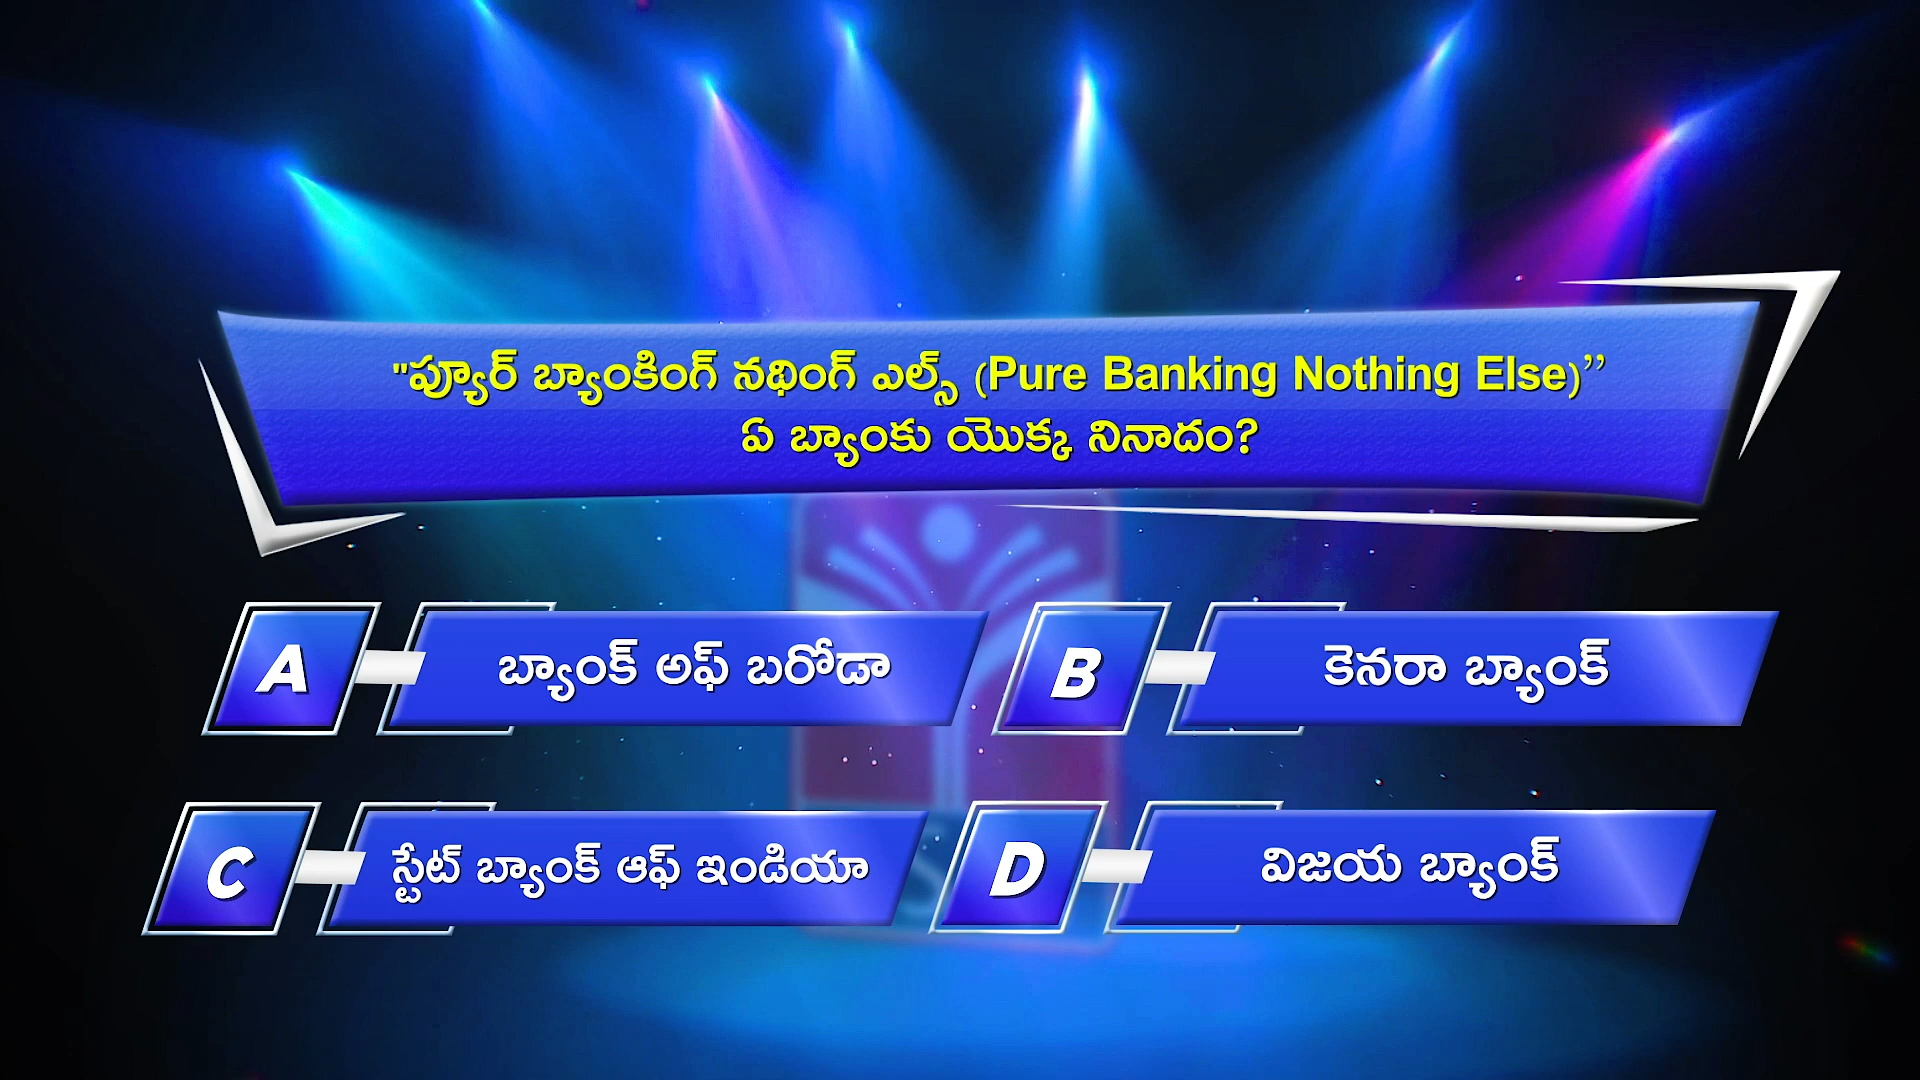 "ప్యూర్ బ్యాంకింగ్ నథింగ్ ఎల్స్ (Pure Banking Nothing Else)”
ఏ బ్యాంకు యొక్క నినాదం?
A బ్యాంక్ అఫ్ బరోడా
B కెనరా బ్యాంక్
C స్టేట్ బ్యాంక్ ఆఫ్ ఇండియా
D విజయ బ్యాంక్